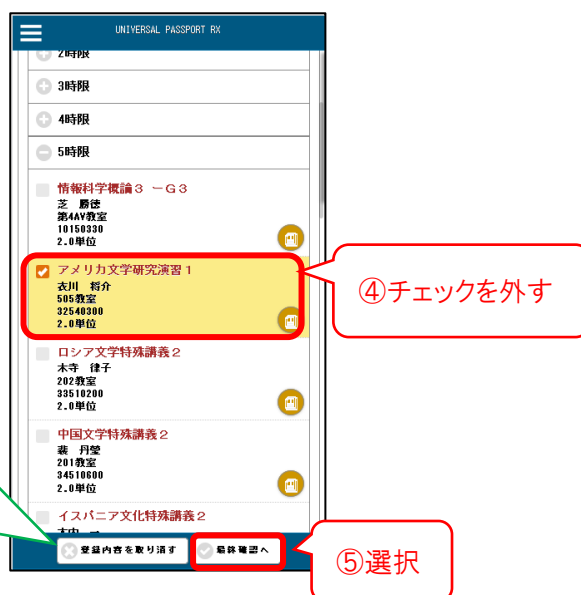 UNIVERSAL PASSPORT RX
2時限
3時限
4時限
5時限
情報科学概論3 -G3
芝 勝徳
第4AV教室
10150330
2.0単位
アメリカ文学研究演習1
衣川 将介
505教室
32540300
2.0単位
④チェックを外す
ロシア文学特殊講義2
木寺 律子
202教室
33510200
2.0単位
中国文学特殊講義2
裴 丹莹
201教室
34510600
2.0単位
イスパニア文化特殊講義2
登録内容を取り消す
最終確認へ
⑤選択